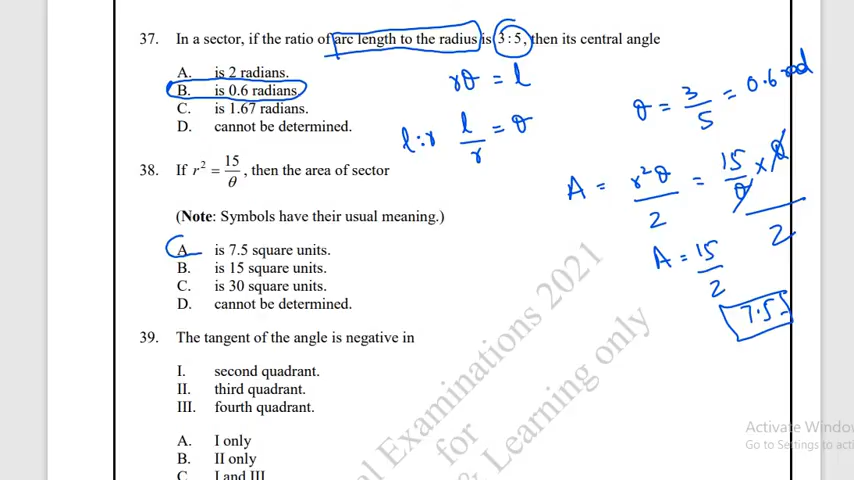 37. In a sector, if the ratio of arc length to the radius is 3 : 5, then its central angle
A. is 2 radians.
B. is 0.6 radians
C. is 1.67 radians.
D. cannot be determined.
rθ = l
l:r l/r = θ
θ = 3/5 = 0.6 rad
38. If r² = 15/θ, then the area of sector
(Note: Symbols have their usual meaning.)
A. is 7.5 square units.
B. is 15 square units.
C. is 30 square units.
D. cannot be determined.
A = r²θ/2 = 15/θ × θ/2
A = 15/2
7.5
39. The tangent of the angle is negative in
I. second quadrant.
II. third quadrant.
III. fourth quadrant.
A. I only
B. II only
C. I and III
Examinations 2021
for
& Learning only
Activate Window
Go to Settings to acti